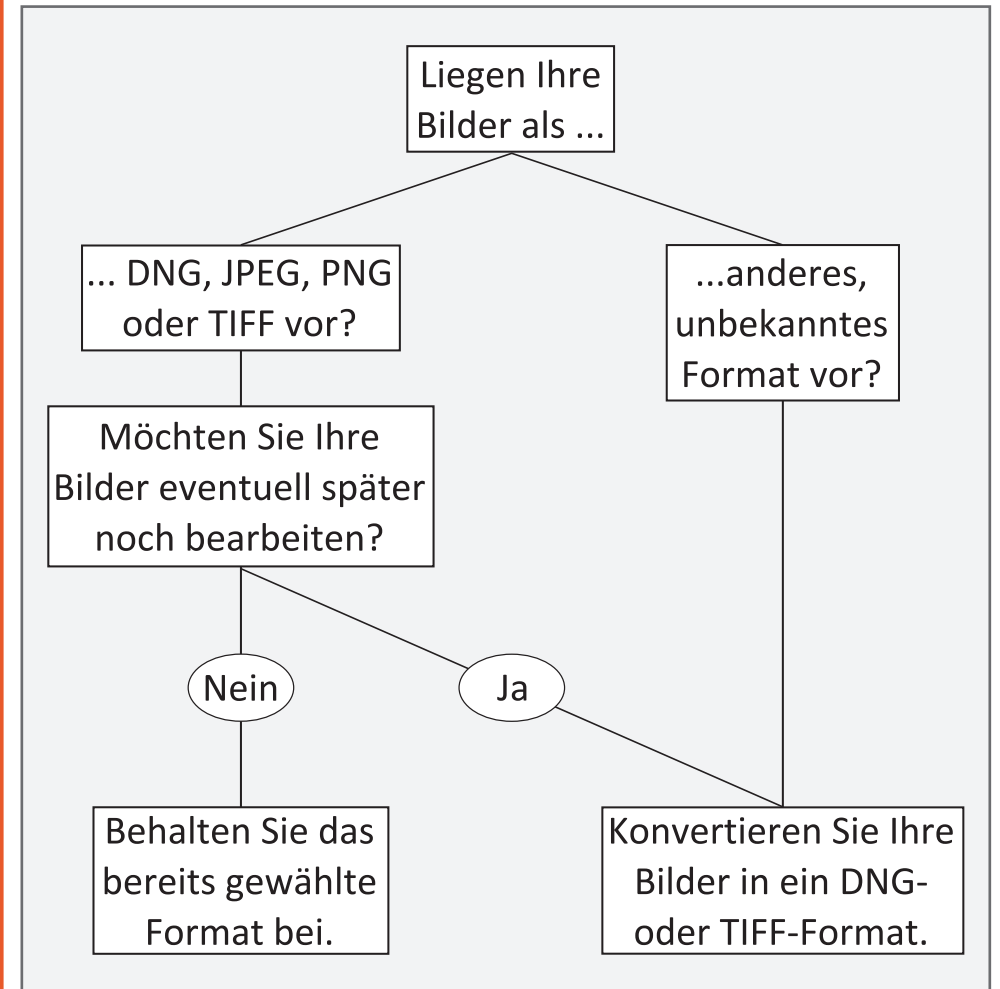 Liegen Ihre
Bilder als ...
... DNG, JPEG, PNG
oder TIFF vor?
...anderes,
unbekanntes
Format vor?
Möchten Sie Ihre
Bilder eventuell später
noch bearbeiten?
Nein
Ja
Behalten Sie das
bereits gewählte
Format bei.
Konvertieren Sie Ihre
Bilder in ein DNG-
oder TIFF-Format.